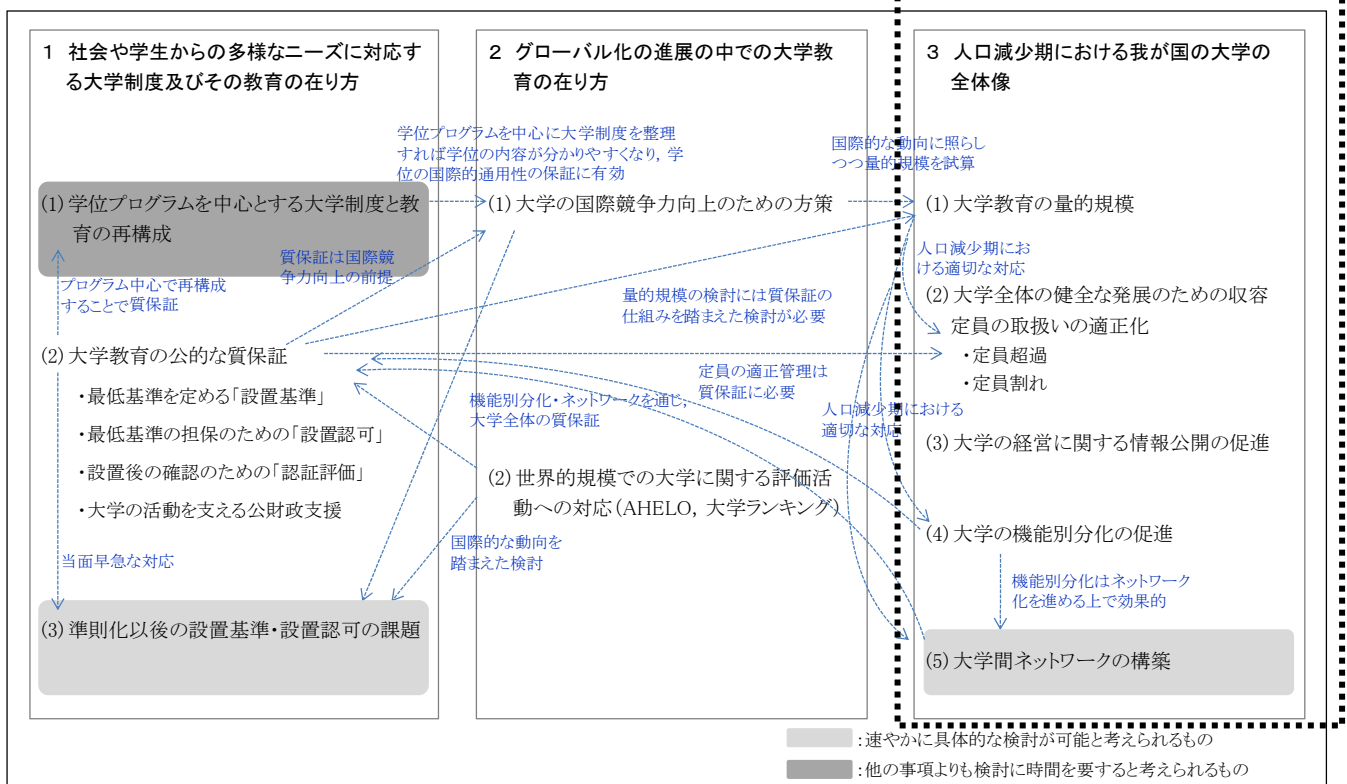 1 社会や学生からの多様なニーズに対応す
る大学制度及びその教育の在り方
学位プログラムを中心に大学制度を整理
すれば学位の内容が分かりやすくなり，学
位の国際的通用性の保証に有効
(1) 学位プログラムを中心とする大学制度と教
育の再構成
質保証は国際競
争力向上の前提
プログラム中心で再構成
することで質保証
(2) 大学教育の公的な質保証
・最低基準を定める「設置基準」
・最低基準の担保のための「設置認可」
・設置後の確認のための「認証評価」
・大学の活動を支える公財政支援
当面早急な対応
(3) 準則化以後の設置基準・設置認可の課題
2 グローバル化の進展の中での大学教
育の在り方
(1) 大学の国際競争力向上のための方策
量的規模の検討には質保証の
仕組みを踏まえた検討が必要
定員の適正管理は
質保証に必要
機能別分化・ネットワークを通じ，
大学全体の質保証
(2) 世界的規模での大学に関する評価活
動への対応（AHELO，大学ランキング）
国際的な動向を
踏まえた検討
3 人口減少期における我が国の大学の
全体像
国際的な動向に照らし
つつ量的規模を試算
(1) 大学教育の量的規模
人口減少期にお
ける適切な対応
(2) 大学全体の健全な発展のための収容
定員の取扱いの適正化
・定員超過
・定員割れ
人口減少期における
適切な対応
(3) 大学の経営に関する情報公開の促進
(4) 大学の機能別分化の促進
機能別分化はネットワーク
化を進める上で効果的
(5) 大学間ネットワークの構築
：速やかに具体的な検討が可能と考えられるもの
：他の事項よりも検討に時間を要すると考えられるもの